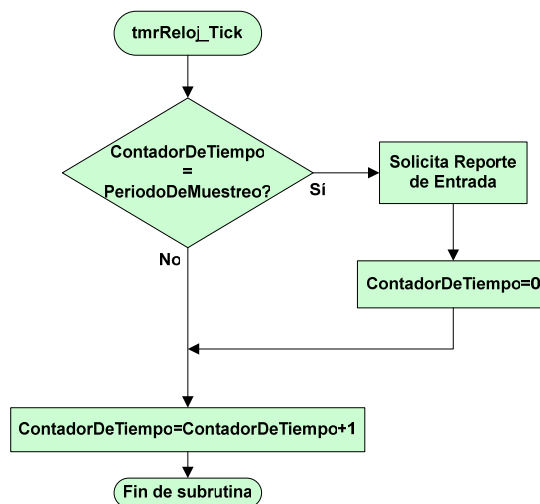 tmrReloj_Tick
ContadorDeTiempo
=
PeriodoDeMuestreo?
Sí
Solicita Reporte
de Entrada
No
ContadorDeTiempo=0
ContadorDeTiempo=ContadorDeTiempo+1
Fin de subrutina